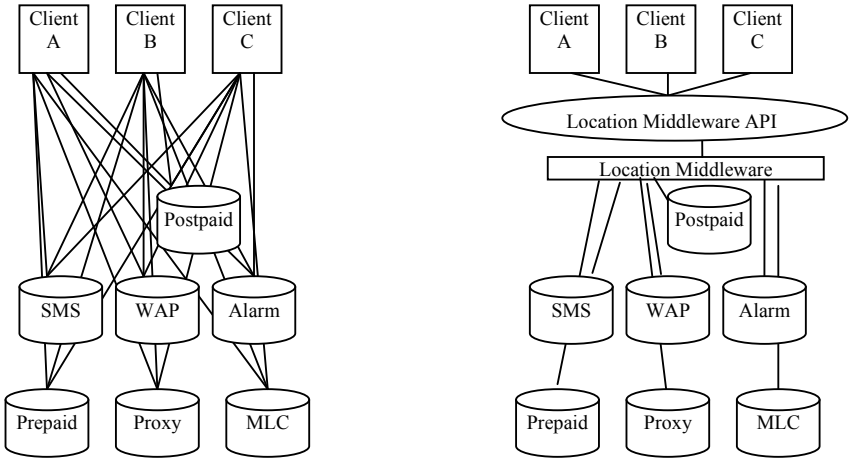 Client
A
Client
B
Client
C
Postpaid
SMS
WAP
Alarm
Prepaid
Proxy
MLC
Client
A
Client
B
Client
C
Location Middleware API
Location Middleware
Postpaid
SMS
WAP
Alarm
Prepaid
Proxy
MLC